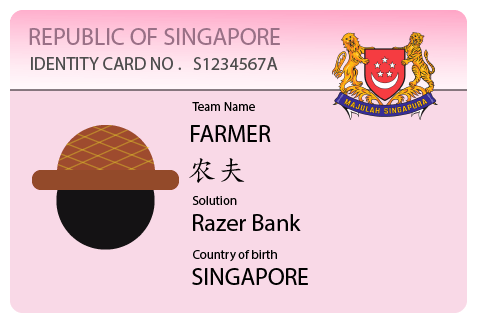 REPUBLIC OF SINGAPORE
IDENTITY CARD NO . S1234567A
MAJULAH SINGAPURA
Team Name
FARMER
农夫
Solution
Razer Bank
Country of birth
SINGAPORE